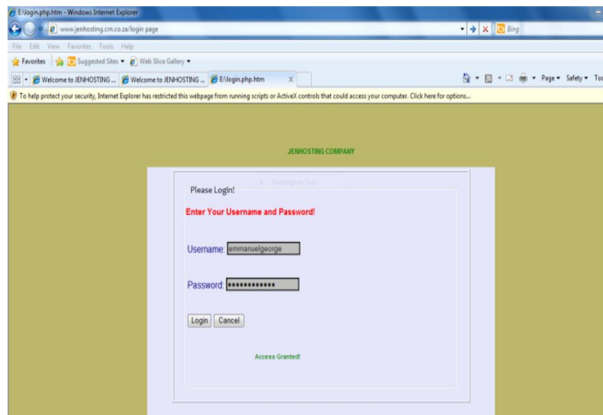 E:\login.php.htm - Windows Internet Explorer
www.jenhosting.cm.co.za/login page
Bing
File Edit View Favorites Tools Help
Favorites Suggested Sites Web Slice Gallery
Welcome to JENHOSTING ... Welcome to JENHOSTING ... E:\login.php.htm X
Page Safety
To help protect your security, Internet Explorer has restricted this webpage from running scripts or ActiveX controls that could access your computer. Click here for options...
JENHOSTING COMPANY
Please Login!
Enter Your Username and Password!
Username: emmanuelgeorge
Password: ••••••••••••
Login Cancel
Access Granted!